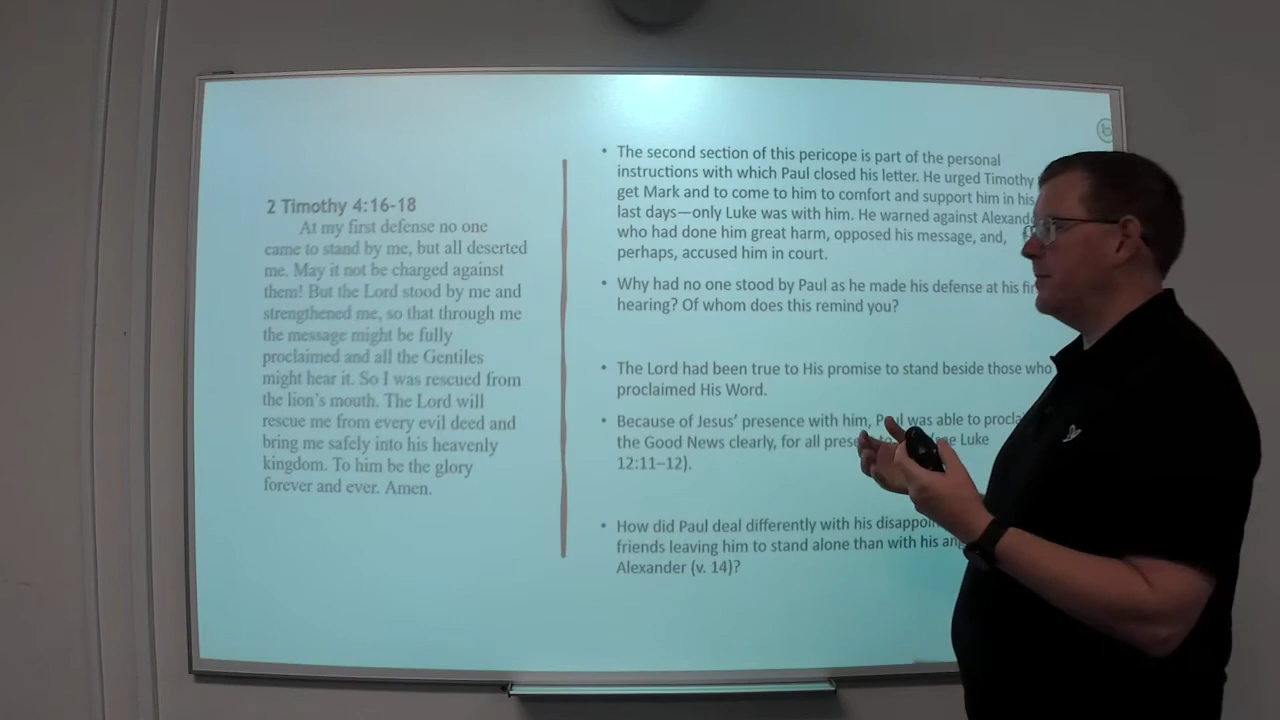 2 Timothy 4:16-18
At my first defense no one
came to stand by me, but all deserted
me. May it not be charged against
them! But the Lord stood by me and
strengthened me, so that through me
the message might be fully
proclaimed and all the Gentiles
might hear it. So I was rescued from
the lion's mouth. The Lord will
rescue me from every evil deed and
bring me safely into his heavenly
kingdom. To him be the glory
forever and ever. Amen.
• The second section of this pericope is part of the personal
instructions with which Paul closed his letter. He urged Timothy
get Mark and to come to him to comfort and support him in his
last days—only Luke was with him. He warned against Alexande
who had done him great harm, opposed his message, and,
perhaps, accused him in court.
• Why had no one stood by Paul as he made his defense at his fir
hearing? Of whom does this remind you?
• The Lord had been true to His promise to stand beside those who
proclaimed His Word.
• Because of Jesus' presence with him, Paul was able to procla
the Good News clearly, for all prese Luke
12:11–12).
• How did Paul deal differently with his disappoin
friends leaving him to stand alone than with his ang
Alexander (v. 14)?